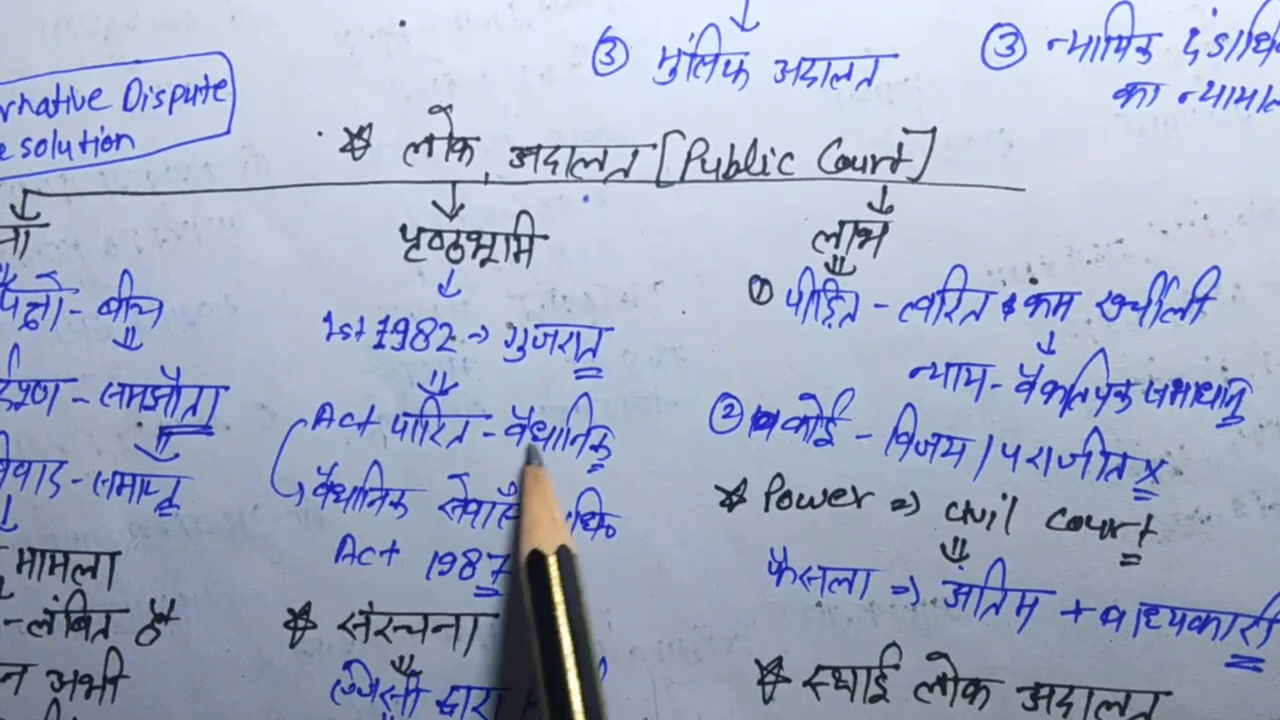 ③ मुंसिफ अदालत
③ न्यायिक दंडाधि
का न्याया
rnative Dispute
esolution
लोक अदालत [Public Court]
ना
पृष्ठभूमि
लाभ
पक्षो - बीच
1st 1982 → गुजरात
① पीड़ित - त्वरित & कम खर्चीली
न्याय - वैकल्पिक समाधान
समझौता
Act पारित - वैधानिक
② कोई - विजय / पराजीत x
विवाद - समाप्त
वैधानिक सेवाएँ
Power ⇒ civil court
Act 1987
मामला
फैसला ⇒ अंतिम + बाध्यकारी
- लंबित है
संरचना
न अभी
द्वारा
स्थाई लोक अदालत